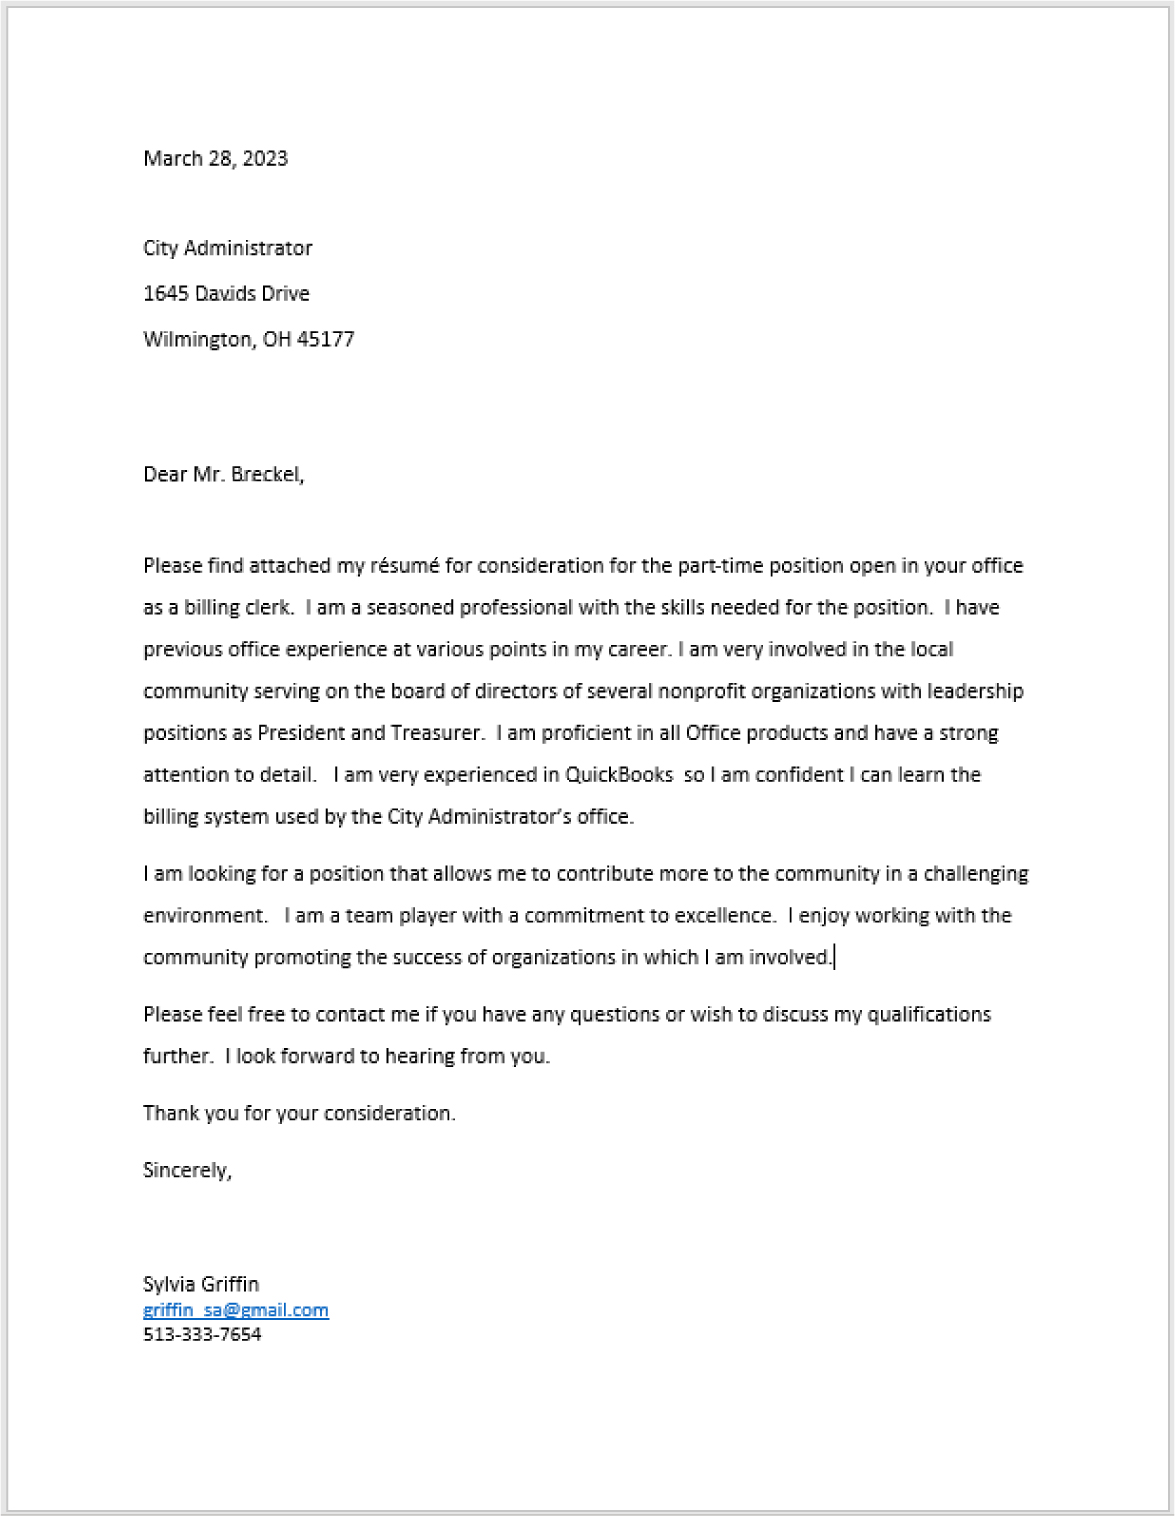 March 28, 2023
City Administrator
1645 Davids Drive
Wilmington, OH 45177
Dear Mr. Breckel,
Please find attached my résumé for consideration for the part-time position open in your office
as a billing clerk.  I am a seasoned professional with the skills needed for the position.  I have
previous office experience at various points in my career. I am very involved in the local
community serving on the board of directors of several nonprofit organizations with leadership
positions as President and Treasurer.  I am proficient in all Office products and have a strong
attention to detail.   I am very experienced in QuickBooks  so I am confident I can learn the
billing system used by the City Administrator’s office.
I am looking for a position that allows me to contribute more to the community in a challenging
environment.   I am a team player with a commitment to excellence.  I enjoy working with the
community promoting the success of organizations in which I am involved.
Please feel free to contact me if you have any questions or wish to discuss my qualifications
further.  I look forward to hearing from you.
Thank you for your consideration.
Sincerely,
Sylvia Griffin
griffin_sa@gmail.com
513-333-7654